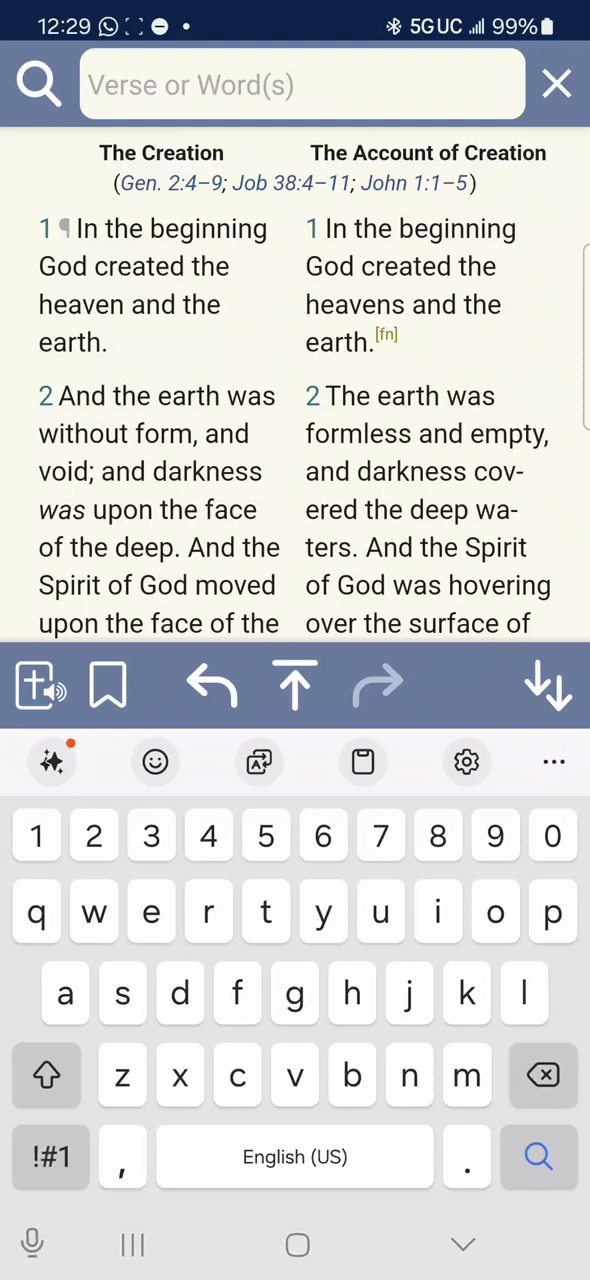 12:29 5G UC 99%
Verse or Word(s)
The Creation
The Account of Creation
(Gen. 2:4–9; Job 38:4–11; John 1:1–5)
1 ¶ In the beginning
God created the
heaven and the
earth.
2 And the earth was
without form, and
void; and darkness
was upon the face
of the deep. And the
Spirit of God moved
upon the face of the
1 In the beginning
God created the
heavens and the
earth.[fn]
2 The earth was
formless and empty,
and darkness cov-
ered the deep wa-
ters. And the Spirit
of God was hovering
over the surface of
1 2 3 4 5 6 7 8 9 0
q w e r t y u i o p
a s d f g h j k l
z x c v b n m
!#1 , English (US) .